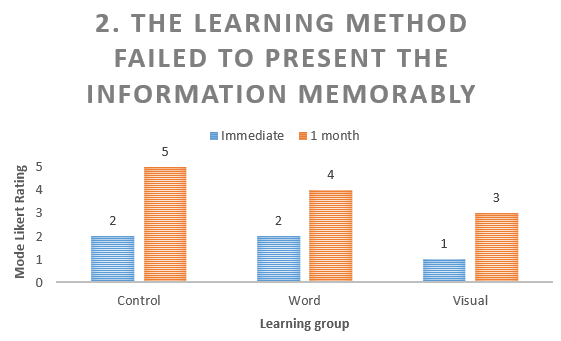 2. THE LEARNING METHOD
FAILED TO PRESENT THE
INFORMATION MEMORABLY
Immediate 1 month
Mode Likert Rating
5
4
3
2
1
0
2 5
2 4
1 3
Control Word Visual
Learning group